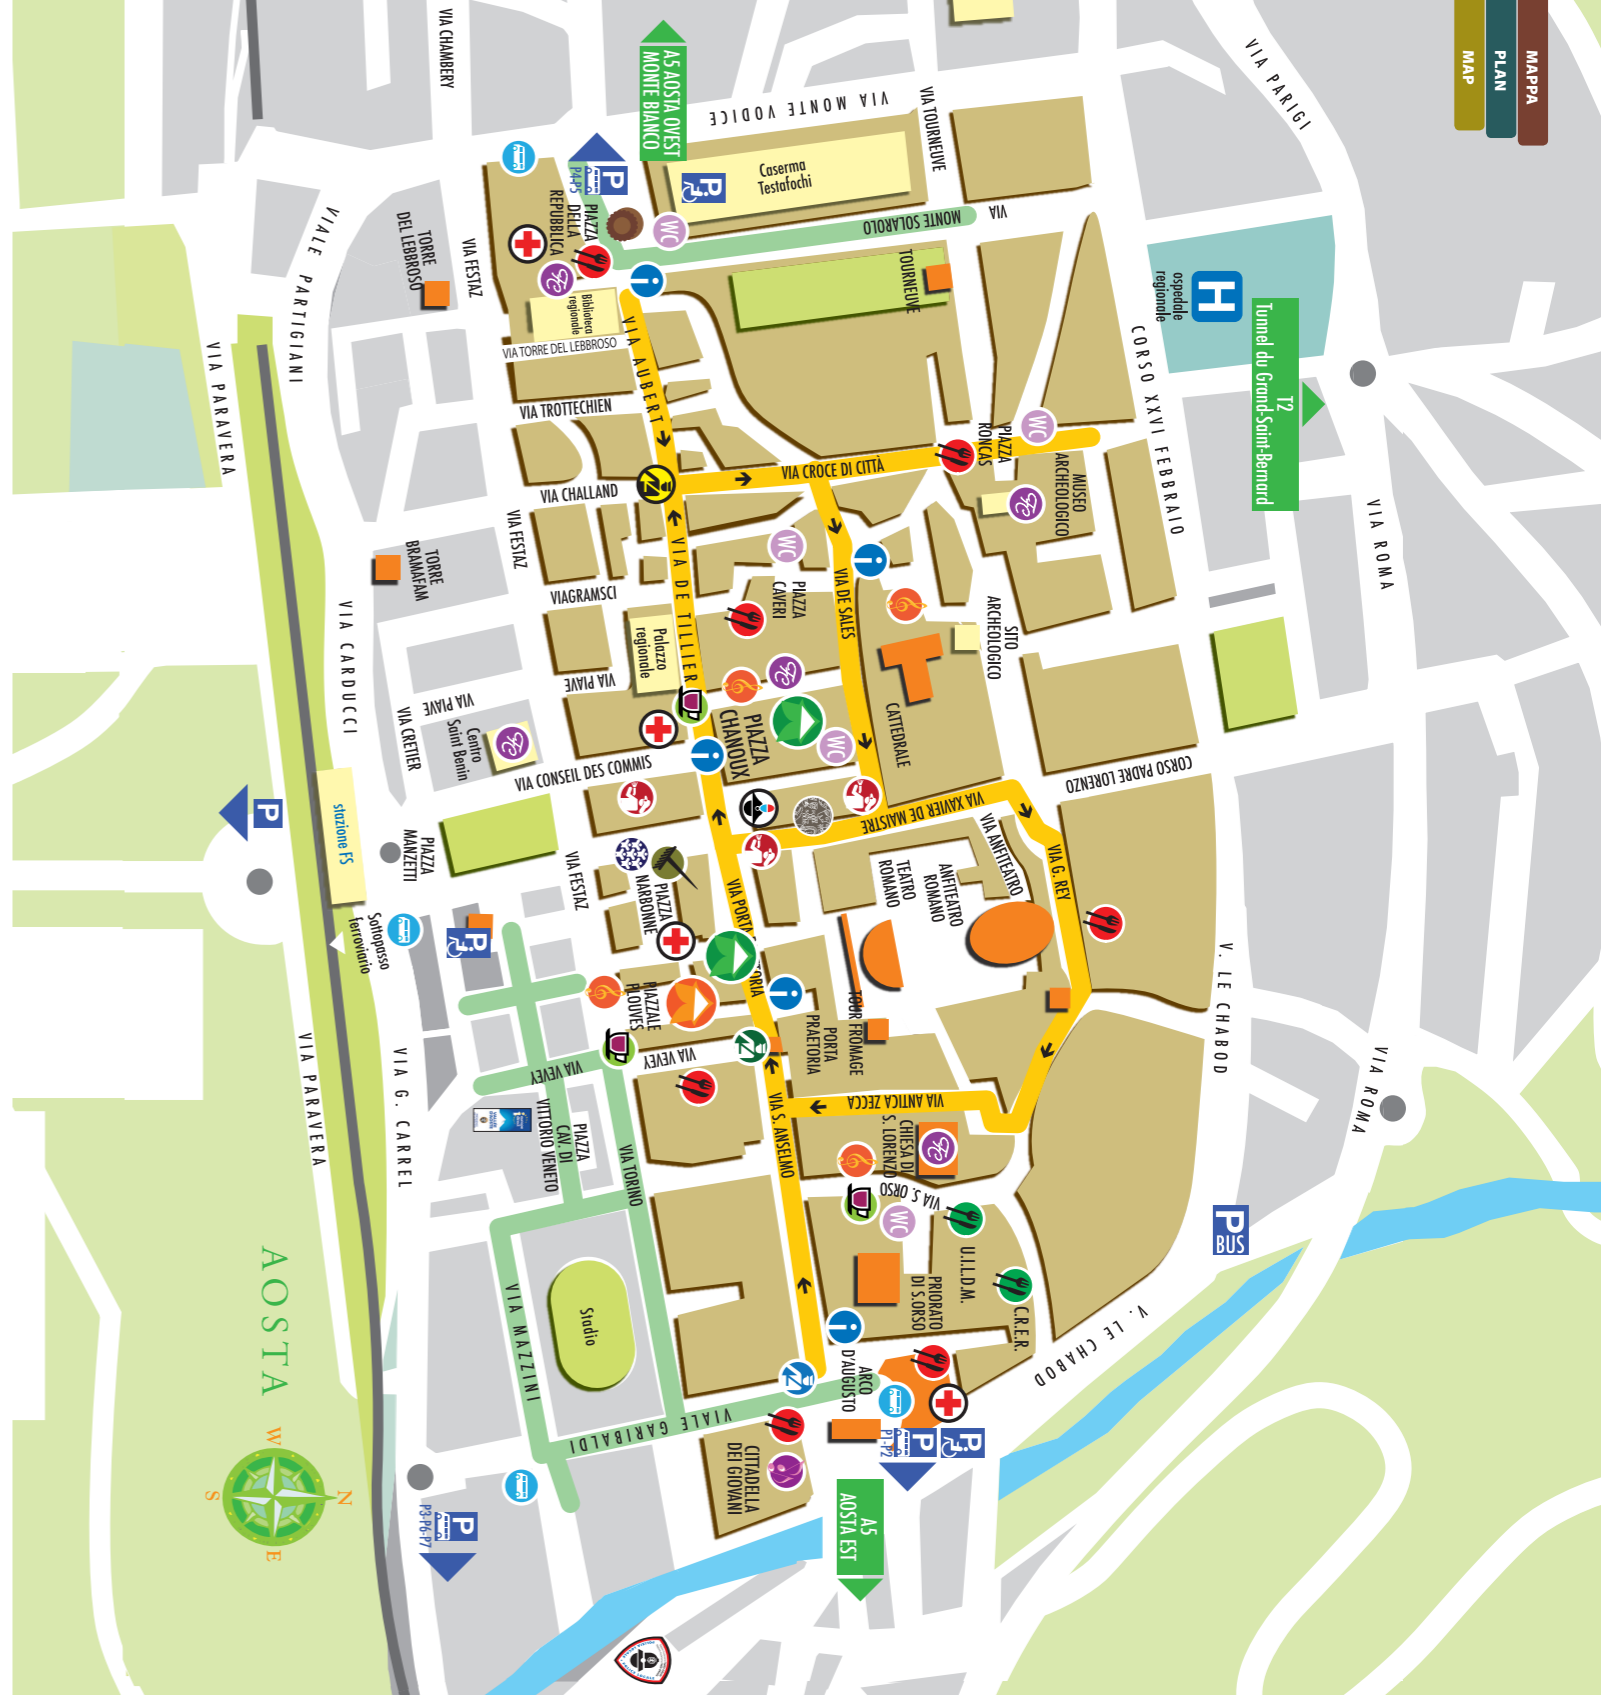 MAPPA
PLAN
MAP
VIA PARIGI
VIA CHAMBERY
A5 AOSTA OVEST
MONTE BIANCO
VIA MONTE VODICE
VIA TOURNEUVE
Caserma
Testafochi
P
P4-P5
P
PIAZZA
DELLA
REPUBBLICA
WC
VIA
MONTE SOLAROLO
TOURNEUVE
H
ospedale
regionale
T2
Tunnel du Grand-Saint-Bernard
CORSO XXVI FEBBRAIO
VIA ROMA
VIALE PARTIGIANI
TORRE
DEL LEBBROSO
VIA FESTAZ
i
Biblioteca
regionale
VIA TORRE DEL LEBBROSO
VIA AUBERT
VIA TROTTECHIEN
VIA PARAVERA
VIA CHALLAND
VIA CROCE DI CITTÀ
PIAZZA
RONCAS
WC
MUSEO
ARCHEOLOGICO
VIA FESTAZ
TORRE
BRAMAFAM
VIAGRAMSCI
VIA DE TILLIER
WC
PIAZZA
CAVERI
VIA DE SALES
i
SITO
ARCHEOLOGICO
Palazzo
regionale
VIA PIAVE
VIA PIAVE
VIA CARDUCCI
VIA CRETIER
Centro
Saint Benin
VIA CONSEIL DES COMMIS
PIAZZA
CHANOUX
i
WC
CATTEDRALE
CORSO PADRE LORENZO
VIA XAVIER DE MAISTRE
P
stazione FS
PIAZZA
MANZETTI
VIA FESTAZ
PIAZZA
NARBONNE
TEATRO
ROMANO
ANFITEATRO
ROMANO
VIA ANFITEATRO
VIA G. REY
V. LE CHABOD
Sottopasso
ferroviario
P
PIAZZALE
PLOUVES
i
PORTA
PRAETORIA
TOUR FROMAGE
VIA VEVEY
VIA VEVEY
VIA PARAVERA
VIA G. CARREL
PIAZZA
CAV. DI
VITTORIO VENETO
VIA TORINO
VIA S. ANSELMO
VIA ANTICA ZECCA
CHIESA DI
S. LORENZO
VIA S. ORSO
WC
U.I.L.D.M.
C.R.E.R.
PRIORATO
DI S.ORSO
VIA ROMA
P
BUS
V. LE CHABOD
AOSTA
VIA MAZZINI
Stadio
i
ARCO
D'AUGUSTO
VIALE GARIBALDI
CITTADELLA
DEI GIOVANI
P
P1-P2
P
A5
AOSTA EST
P
P3-P6-P7
W
N
S
E